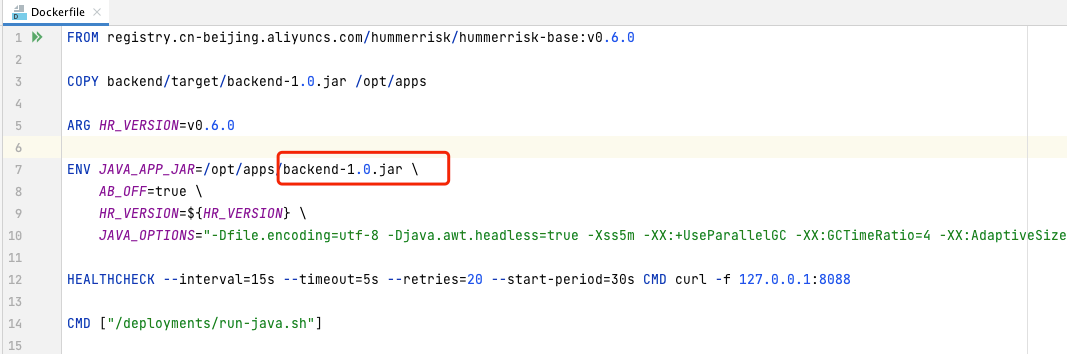 Dockerfile
1 FROM registry.cn-beijing.aliyuncs.com/hummerrisk/hummerrisk-base:v0.6.0
2
3 COPY backend/target/backend-1.0.jar /opt/apps
4
5 ARG HR_VERSION=v0.6.0
6
7 ENV JAVA_APP_JAR=/opt/apps/backend-1.0.jar \
8 AB_OFF=true \
9 HR_VERSION=${HR_VERSION} \
10 JAVA_OPTIONS="-Dfile.encoding=utf-8 -Djava.awt.headless=true -Xss5m -XX:+UseParallelGC -XX:GCTimeRatio=4 -XX:AdaptiveSize
11
12 HEALTHCHECK --interval=15s --timeout=5s --retries=20 --start-period=30s CMD curl -f 127.0.0.1:8088
13
14 CMD ["/deployments/run-java.sh"]
15